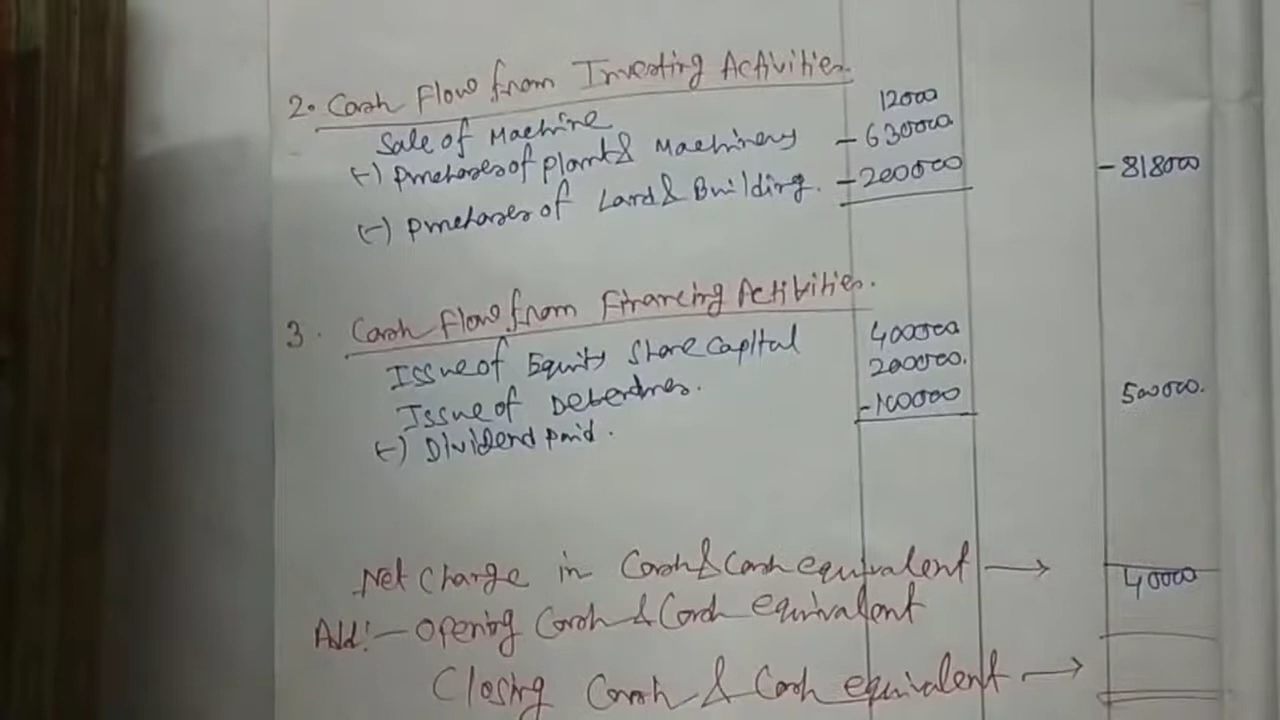 2. Cash Flow from Investing Activities
Sale of Machine 12000
(-) Purchases of Plant & Machinery - 630000
(-) Purchases of Land & Building. - 200000 - 818000
3. Cash Flow from Financing Activities.
Issue of Equity Share Capital 400000
Issue of Debentures. 200000.
(-) Dividend Paid. - 100000 500000.
Net Change in Cash & Cash equivalent → 40000
Add:- Opening Cash & Cash equivalent
Closing Cash & Cash equivalent →